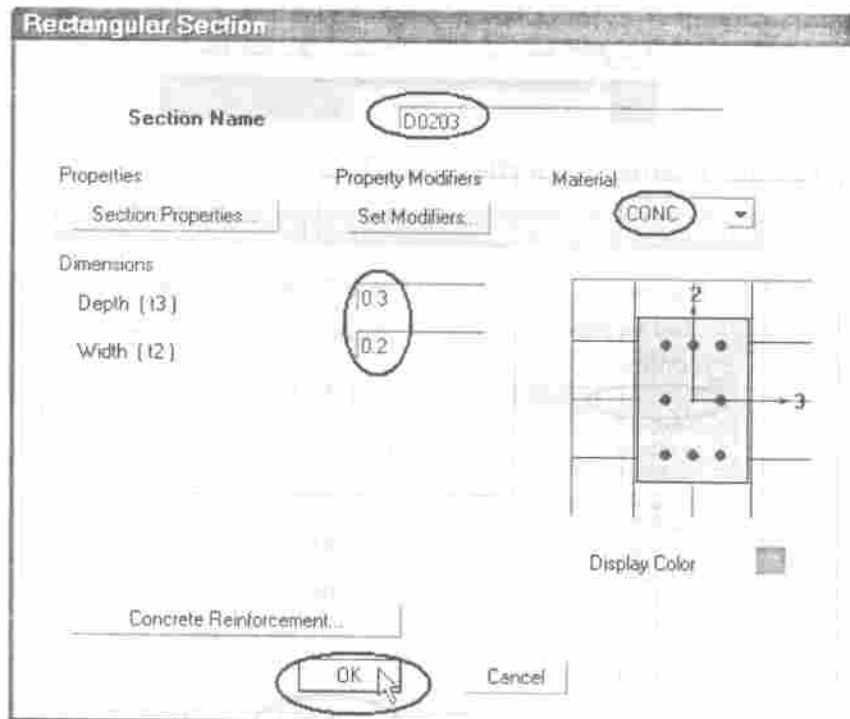 Rectangular Section
Section Name D0203
Properties Property Modifiers Material
Section Properties... Set Modifiers... CONC
Dimensions
Depth (t3) 0.3
Width (t2) 0.2
2
3
Display Color
Concrete Reinforcement...
OK Cancel